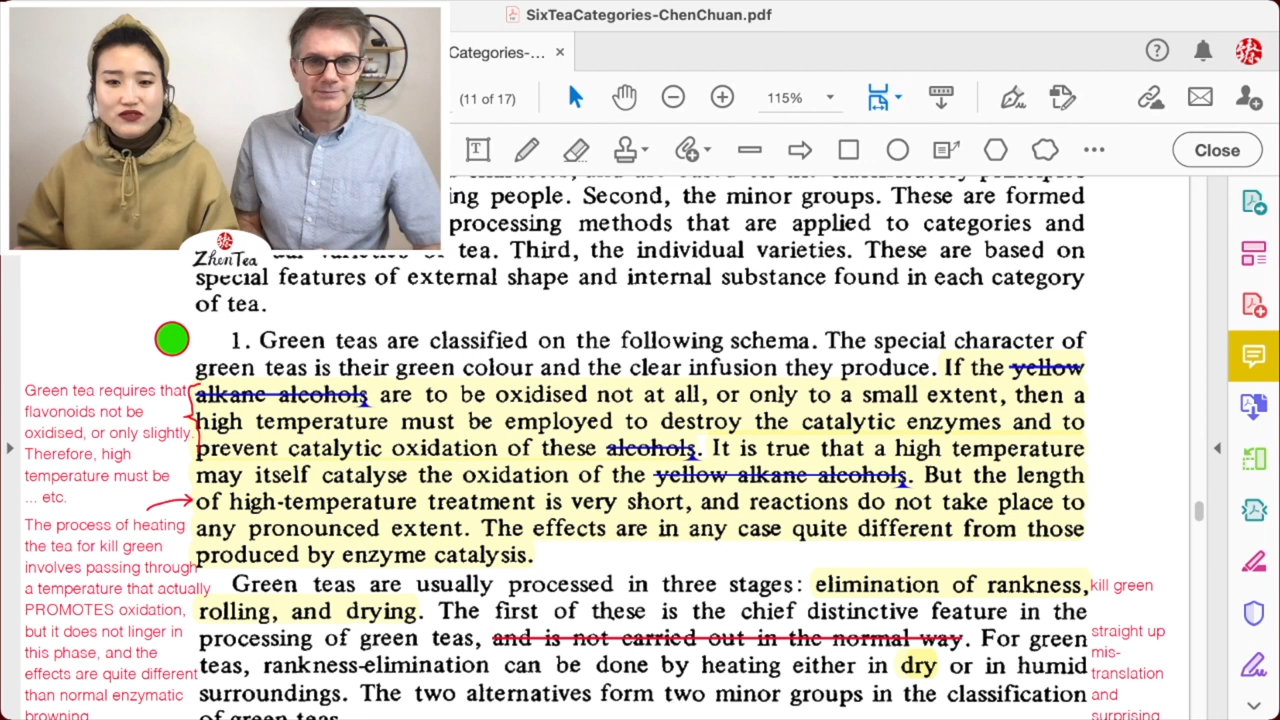 SixTeaCategories-ChenChuan.pdf
Categories-...
(11 of 17)
115%
Close
ZhenTea
ing people. Second, the minor groups. These are formed
processing methods that are applied to categories and
tea. Third, the individual varieties. These are based on
special features of external shape and internal substance found in each category
of tea.
1. Green teas are classified on the following schema. The special character of
green teas is their green colour and the clear infusion they produce. If the yellow
alkane alcohols are to be oxidised not at all, or only to a small extent, then a
high temperature must be employed to destroy the catalytic enzymes and to
prevent catalytic oxidation of these alcohols. It is true that a high temperature
may itself catalyse the oxidation of the yellow alkane alcohols. But the length
of high-temperature treatment is very short, and reactions do not take place to
any pronounced extent. The effects are in any case quite different from those
produced by enzyme catalysis.
Green teas are usually processed in three stages: elimination of rankness,
rolling, and drying. The first of these is the chief distinctive feature in the
processing of green teas, and is not carried out in the normal way. For green
teas, rankness-elimination can be done by heating either in dry or in humid
surroundings. The two alternatives form two minor groups in the classification
of green teas.
Green tea requires that
flavonoids not be
oxidised, or only slightly.
Therefore, high
temperature must be
... etc.
The process of heating
the tea for kill green
involves passing through
a temperature that actually
PROMOTES oxidation,
but it does not linger in
this phase, and the
effects are quite different
than normal enzymatic
browning
kill green
straight up
mis-
translation
and
surprising